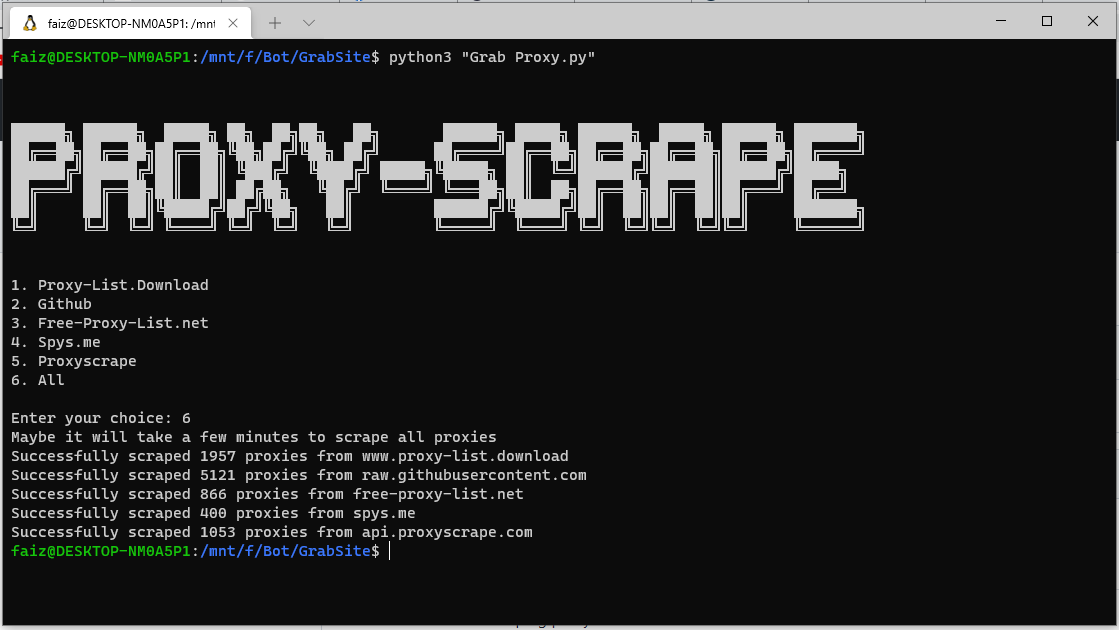 faiz@DESKTOP-NM0A5P1: /mnt
faiz@DESKTOP-NM0A5P1:/mnt/f/Bot/GrabSite$ python3 "Grab Proxy.py"
PROXY-SCRAPE
1. Proxy-List.Download
2. Github
3. Free-Proxy-List.net
4. Spys.me
5. Proxyscrape
6. All
Enter your choice: 6
Maybe it will take a few minutes to scrape all proxies
Successfully scraped 1957 proxies from www.proxy-list.download
Successfully scraped 5121 proxies from raw.githubusercontent.com
Successfully scraped 866 proxies from free-proxy-list.net
Successfully scraped 400 proxies from spys.me
Successfully scraped 1053 proxies from api.proxyscrape.com
faiz@DESKTOP-NM0A5P1:/mnt/f/Bot/GrabSite$